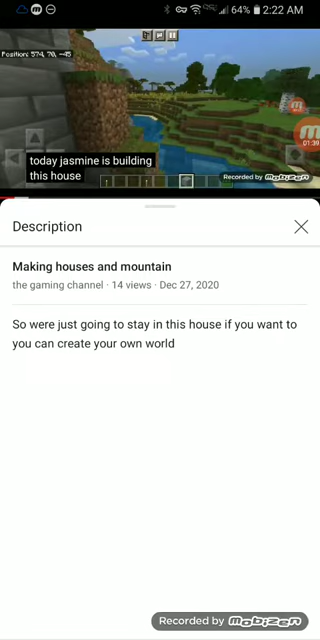 64% 2:22 AM
Position: 574, 70, -45
01:39
today jasmine is building
this house
Recorded by MOBIZEN
Description
Making houses and mountain
the gaming channel · 14 views · Dec 27, 2020
So were just going to stay in this house if you want to
you can create your own world
Recorded by MOBIZEN